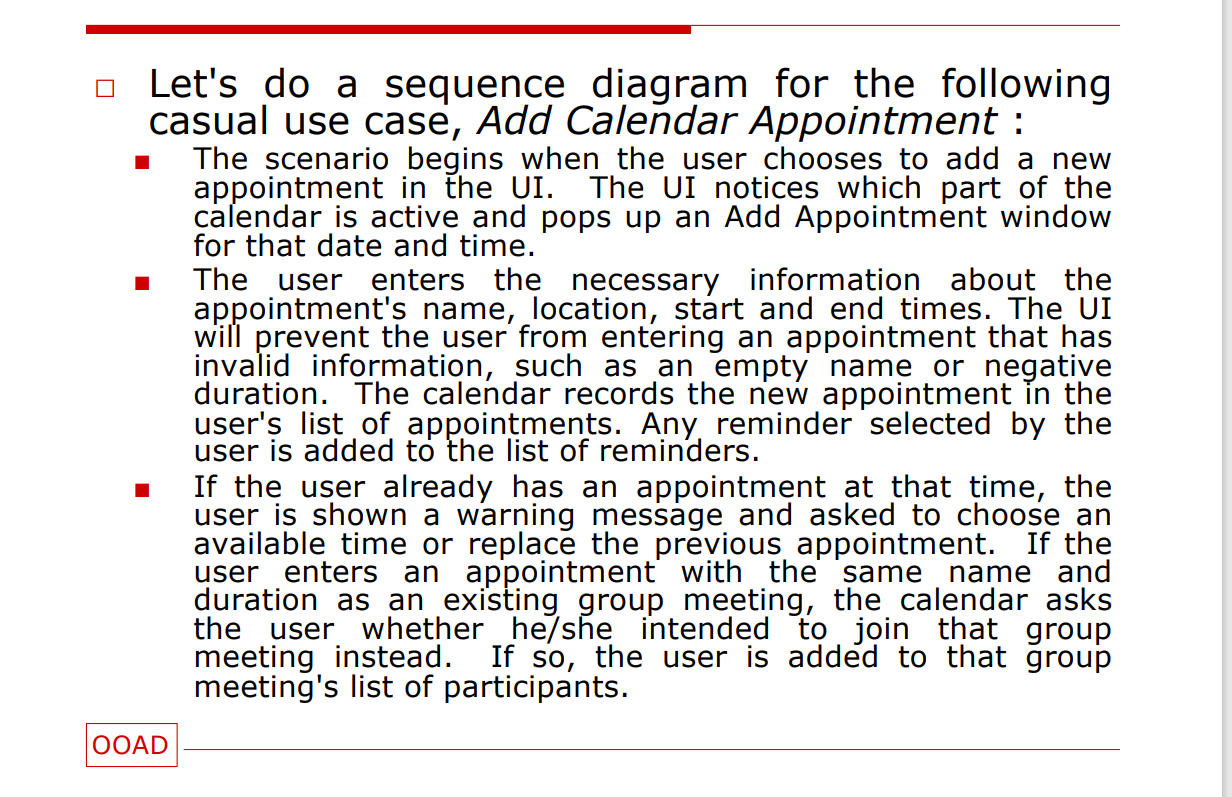 Let's do a sequence diagram for the following
casual use case, Add Calendar Appointment :
The scenario begins when the user chooses to add a new
appointment in the UI. The UI notices which part of the
calendar is active and pops up an Add Appointment window
for that date and time.
The user enters the necessary information about the
appointment's name, location, start and end times. The UI
will prevent the user from entering an appointment that has
invalid information, such as an empty name or negative
duration. The calendar records the new appointment in the
user's list of appointments. Any reminder selected by the
user is added to the list of reminders.
If the user already has an appointment at that time, the
user is shown a warning message and asked to choose an
available time or replace the previous appointment. If the
user enters an appointment with the same name and
duration as an existing group meeting, the calendar asks
the user whether he/she intended to join that group
meeting instead. If so, the user is added to that group
meeting's list of participants.
OOAD